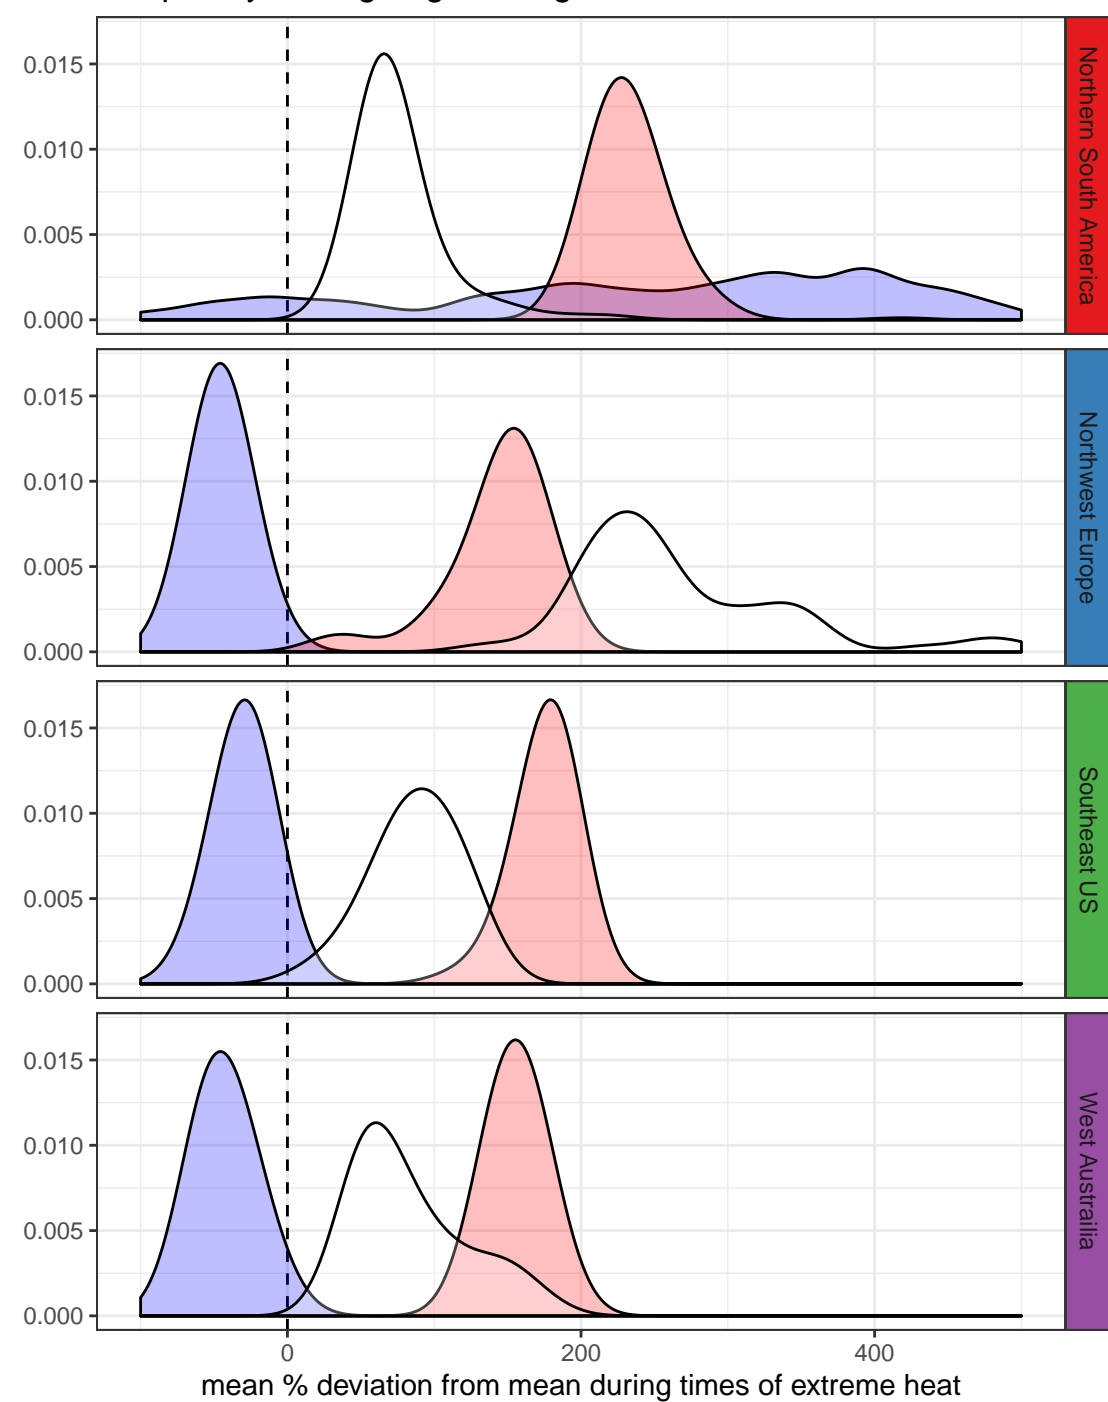 0.015
0.010
0.005
0.000
Northern South America
0.015
0.010
0.005
0.000
Northwest Europe
0.015
0.010
0.005
0.000
Southeast US
0.015
0.010
0.005
0.000
West Austrailia
0 200 400
mean % deviation from mean during times of extreme heat